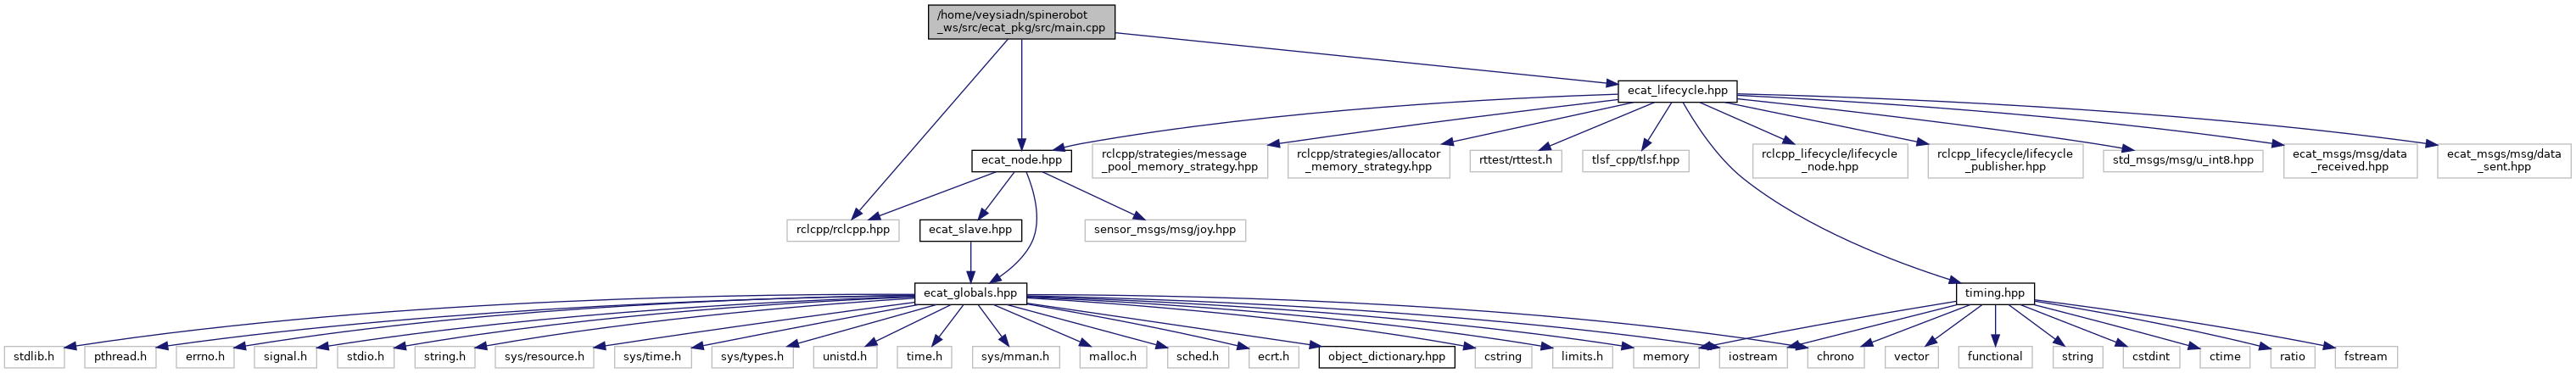 /home/veysiadn/spinerobot
_ws/src/ecat_pkg/src/main.cpp
ecat_lifecycle.hpp
ecat_node.hpp
rclcpp/strategies/message
_pool_memory_strategy.hpp
rclcpp/strategies/allocator
_memory_strategy.hpp
rttest/rttest.h
tlsf_cpp/tlsf.hpp
rclcpp_lifecycle/lifecycle
_node.hpp
rclcpp_lifecycle/lifecycle
_publisher.hpp
std_msgs/msg/u_int8.hpp
ecat_msgs/msg/data
_received.hpp
ecat_msgs/msg/data
_sent.hpp
rclcpp/rclcpp.hpp
ecat_slave.hpp
sensor_msgs/msg/joy.hpp
ecat_globals.hpp
timing.hpp
stdlib.h
pthread.h
errno.h
signal.h
stdio.h
string.h
sys/resource.h
sys/time.h
sys/types.h
unistd.h
time.h
sys/mman.h
malloc.h
sched.h
ecrt.h
object_dictionary.hpp
cstring
limits.h
memory
iostream
chrono
vector
functional
string
cstdint
ctime
ratio
fstream